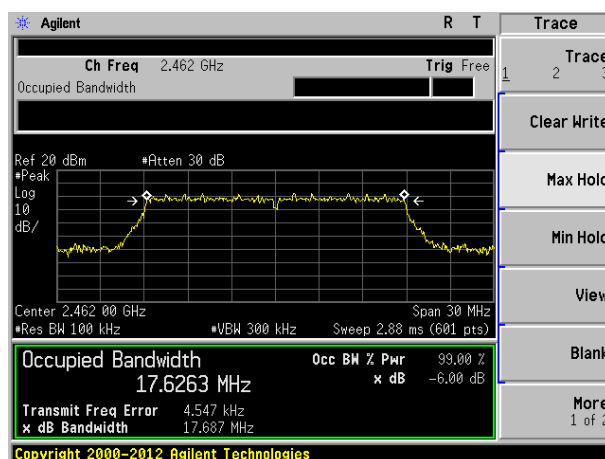 Agilent R T Trace
Ch Freq 2.462 GHz Trig Free
Occupied Bandwidth
Trace
1 2 3
Clear Write
Max Hold
Min Hold
View
Blank
More
1 of 2
Ref 20 dBm #Atten 30 dB
#Peak
Log
10
dB/
Center 2.462 00 GHz Span 30 MHz
#Res BW 100 kHz #VBW 300 kHz Sweep 2.88 ms (601 pts)
Occupied Bandwidth Occ BW % Pwr 99.00 %
17.6263 MHz x dB -6.00 dB
Transmit Freq Error 4.547 kHz
x dB Bandwidth 17.687 MHz
Copyright 2000-2012 Agilent Technologies